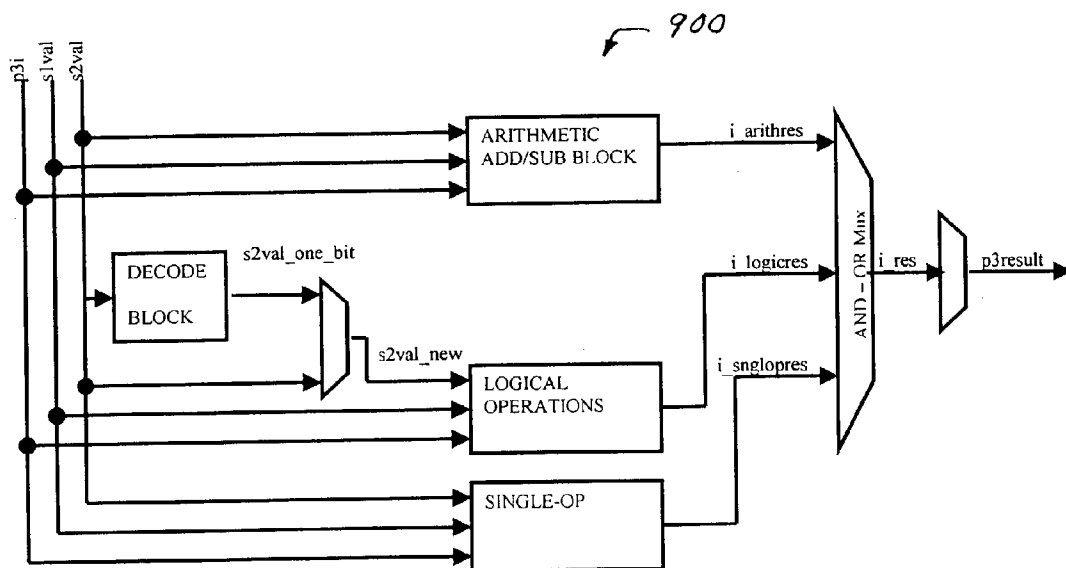 900
p3i
s1val
s2val
ARITHMETIC
ADD/SUB BLOCK
i_arithres
DECODE
BLOCK
s2val_one_bit
s2val_new
LOGICAL
OPERATIONS
i_logicres
i_snglopres
AND - OR Mux
i_res
p3result
SINGLE-OP